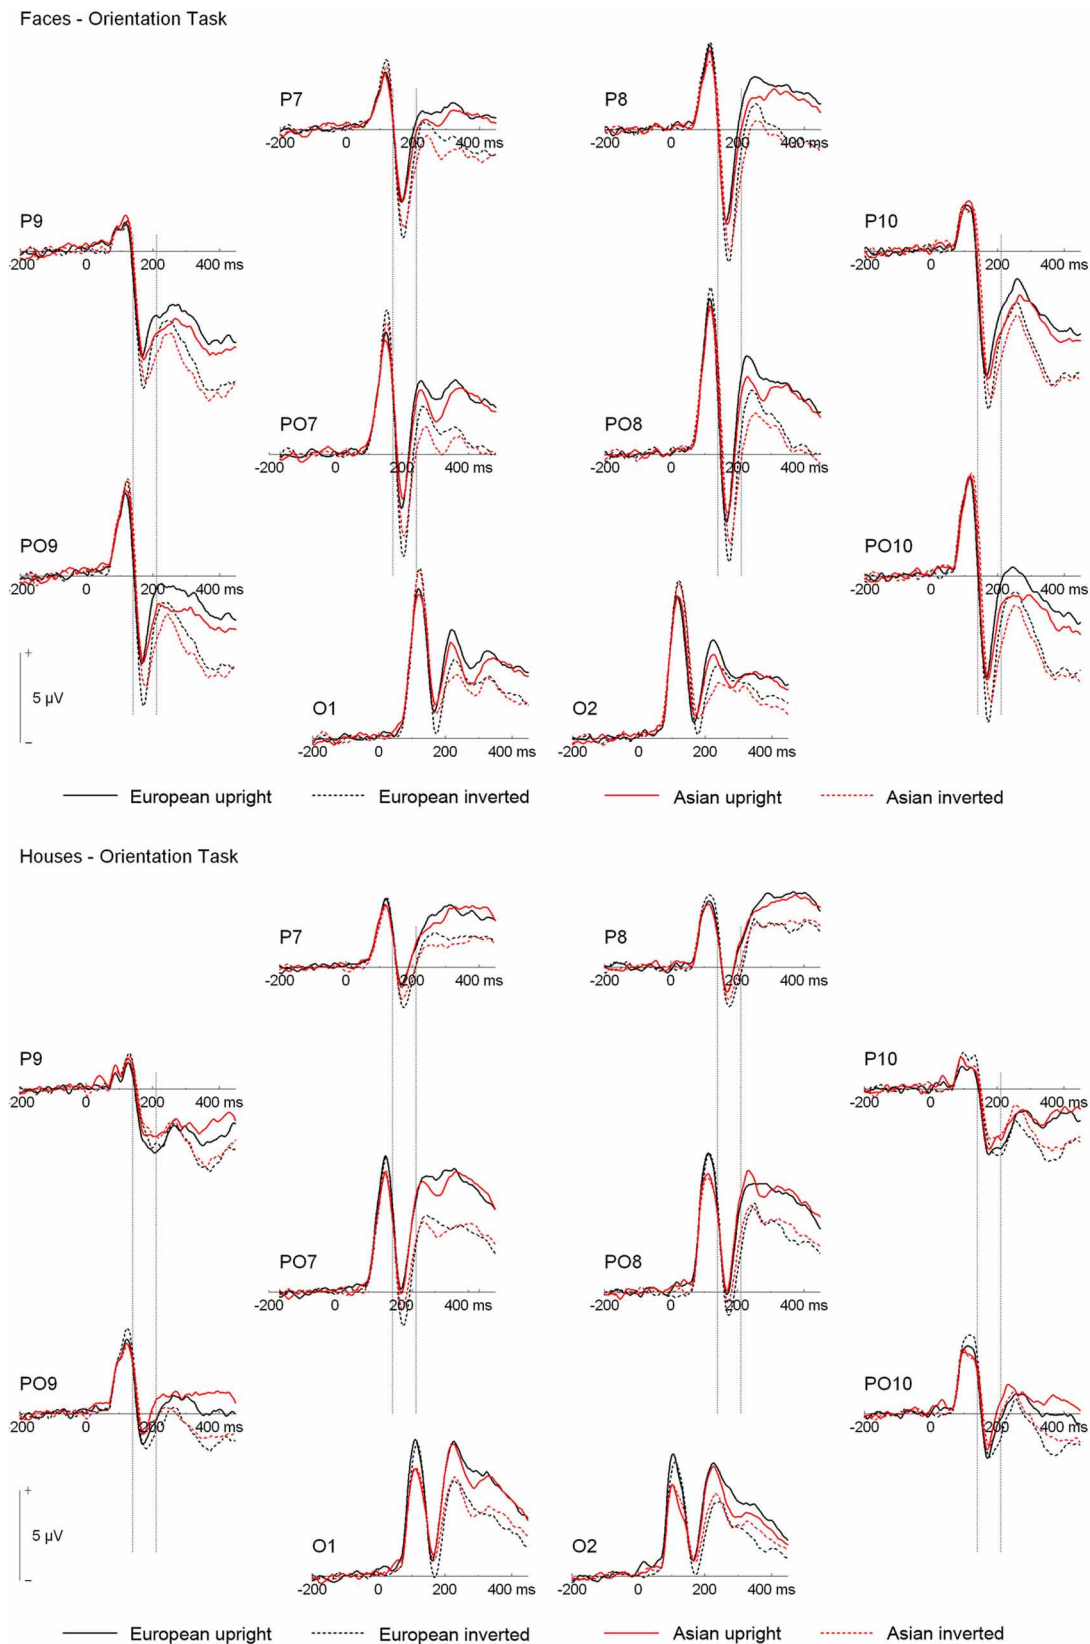 Faces - Orientation Task
P7 P8
-200 0 200 400 ms -200 0 200 400 ms
P9 P10
200 0 200 400 ms -200 0 200 400 ms
PO7 PO8
-200 0 200 400 ms -200 0 200 400 ms
PO9 PO10
200 0 200 400 ms -200 0 200 400 ms
+
5 µV
–
O1 O2
-200 0 200 400 ms -200 0 200 400 ms
European upright European inverted Asian upright Asian inverted
Houses - Orientation Task
P7 P8
-200 0 200 400 ms -200 0 200 400 ms
P9 P10
200 0 200 400 ms -200 0 200 400 ms
PO7 PO8
-200 0 200 400 ms -200 0 200 400 ms
PO9 PO10
200 0 200 400 ms -200 0 200 400 ms
+
5 µV
–
O1 O2
-200 0 200 400 ms -200 0 200 400 ms
European upright European inverted Asian upright Asian inverted